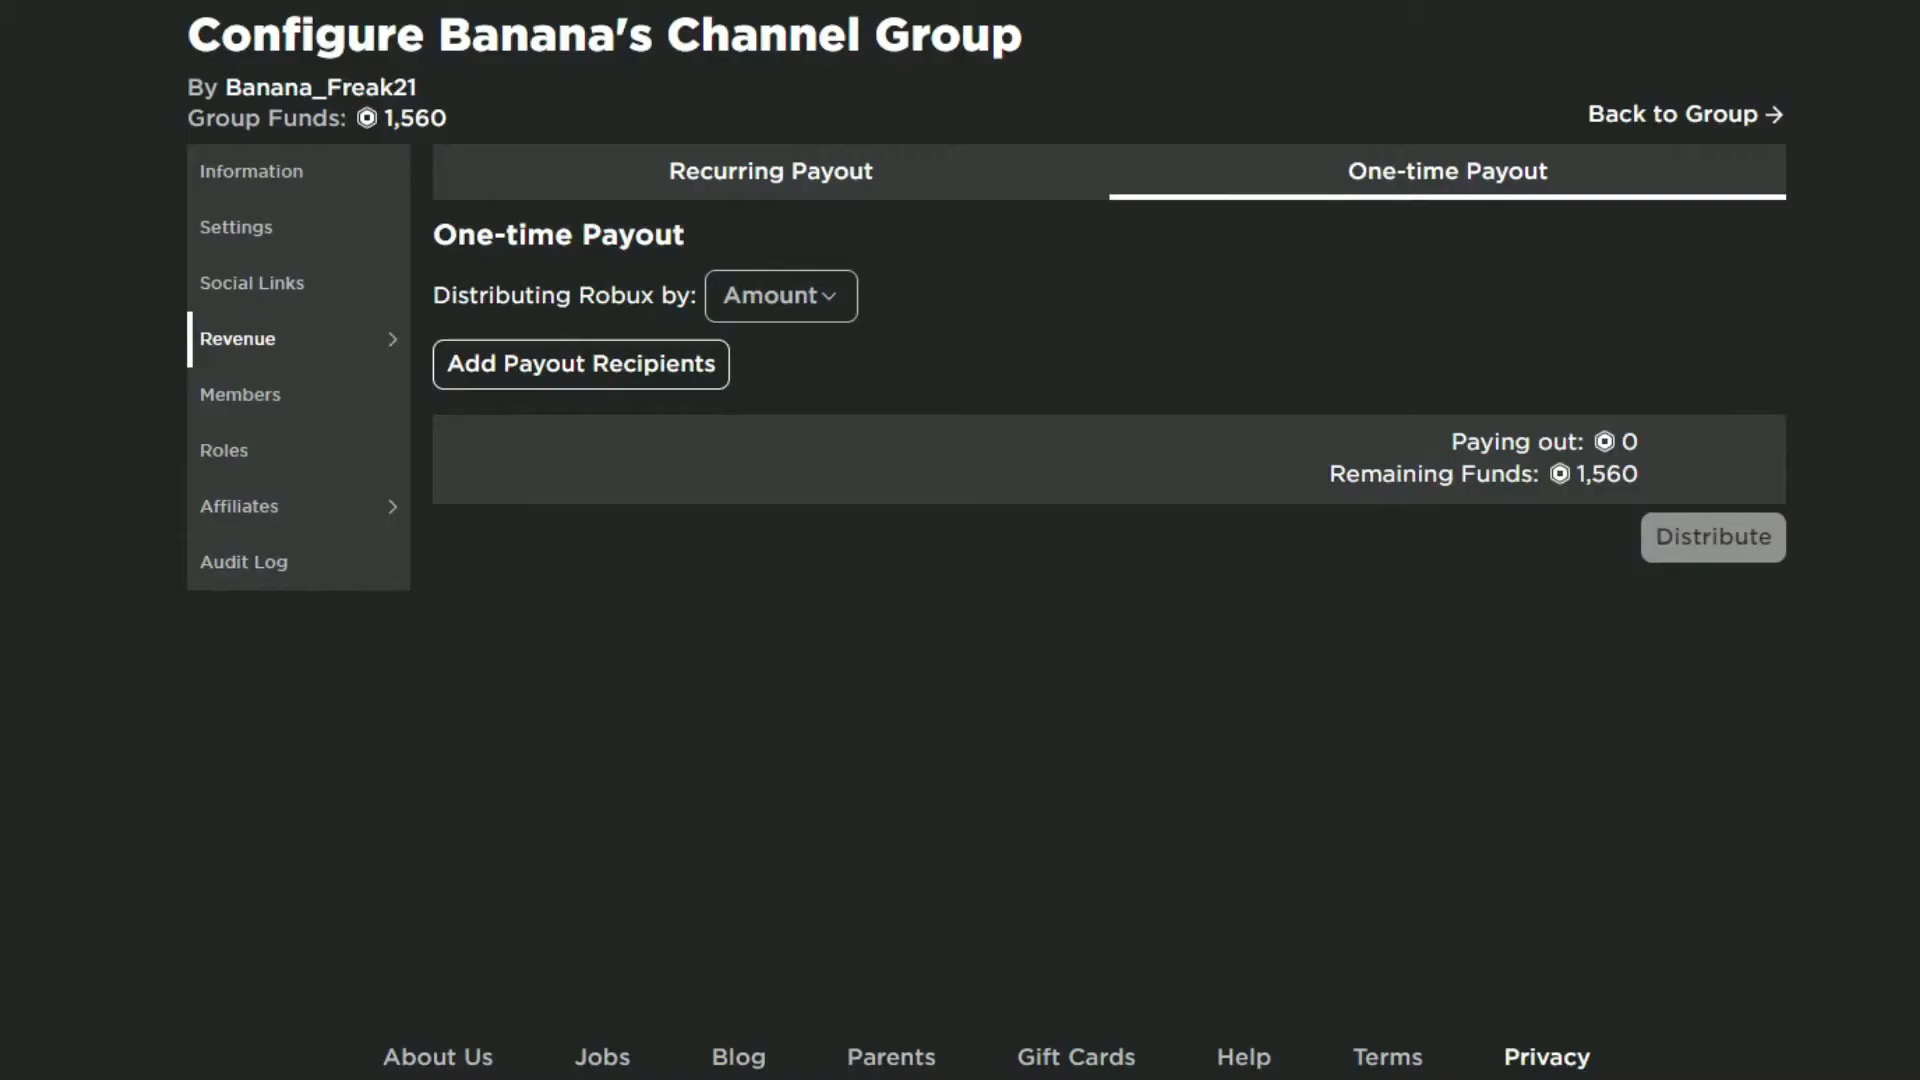 Configure Banana's Channel Group
By Banana_Freak21
Group Funds: 1,560
Back to Group
Information
Settings
Social Links
Revenue
Members
Roles
Affiliates
Audit Log
Recurring Payout
One-time Payout
One-time Payout
Distributing Robux by: Amount
Add Payout Recipients
Paying out: 0
Remaining Funds: 1,560
Distribute
About Us Jobs Blog Parents Gift Cards Help Terms Privacy